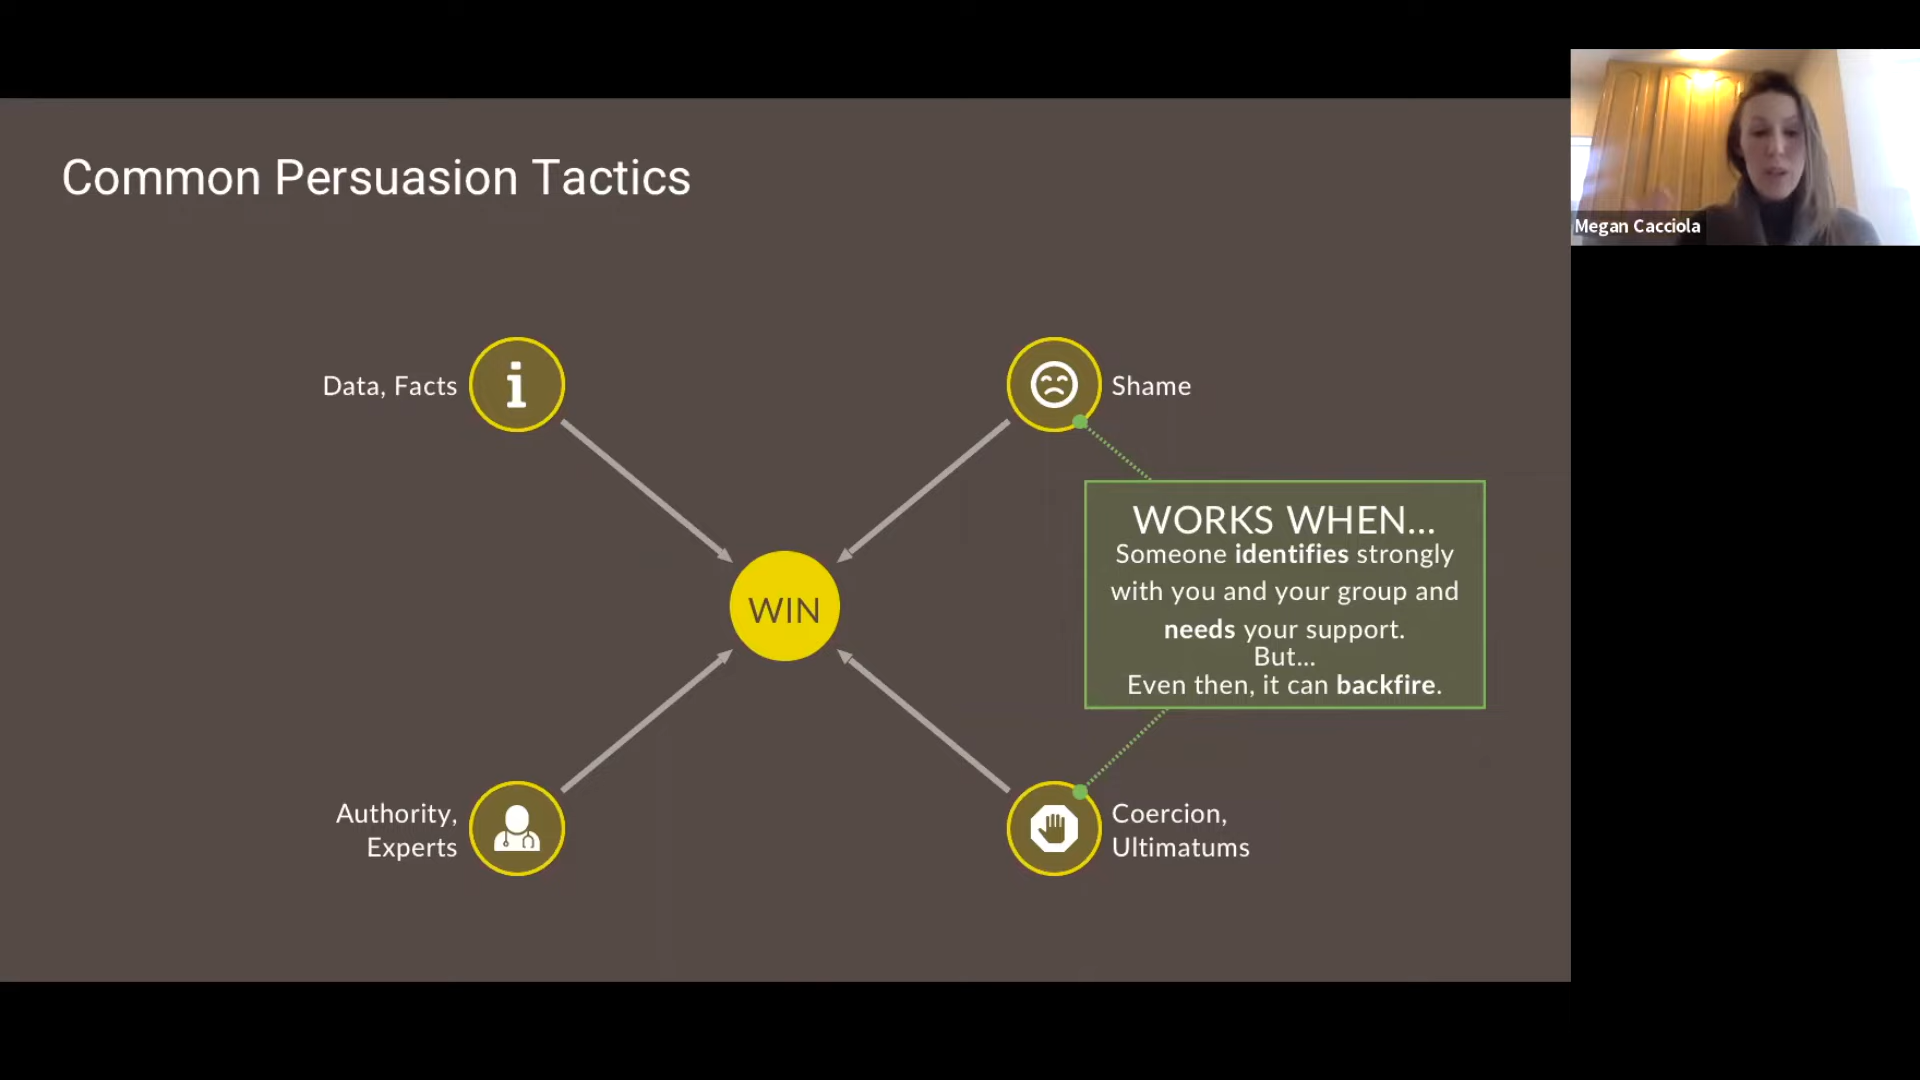 Common Persuasion Tactics
Data, Facts
Shame
WORKS WHEN...
Someone identifies strongly
with you and your group and
needs your support.
But...
Even then, it can backfire.
WIN
Authority,
Experts
Coercion,
Ultimatums
Megan Cacciola